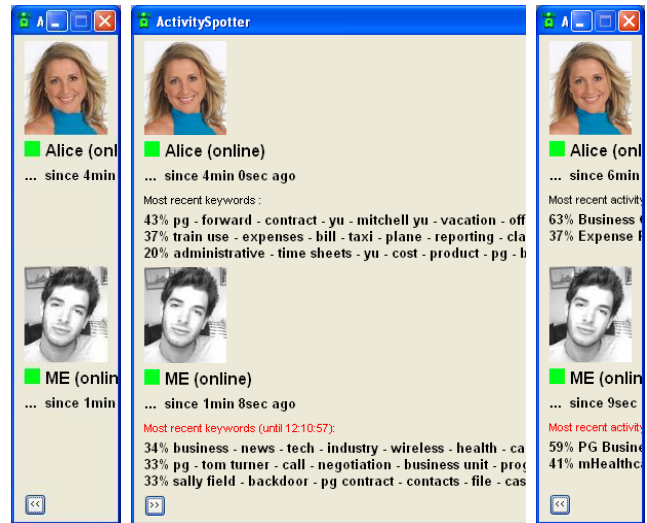 A
Alice (onl
... since 4min
ME (onlin
... since 1min
<<
ActivitySpotter
Alice (online)
... since 4min 0sec ago
Most recent keywords :
43% pg - forward - contract - yu - mitchell yu - vacation - off
37% train use - expenses - bill - taxi - plane - reporting - cla
20% administrative - time sheets - yu - cost - product - pg - b
ME (online)
... since 1min 8sec ago
Most recent keywords (until 12:10:57):
34% business - news - tech - industry - wireless - health - ca
33% pg - tom turner - call - negotiation - business unit - prog
33% sally field - backdoor - pg contract - contacts - file - cas
>>
A
Alice (onl
... since 6min
Most recent activity
63% Business
37% Expense
ME (onlin
... since 9sec
Most recent activity
59% PG Busine
41% mHealthc
<<